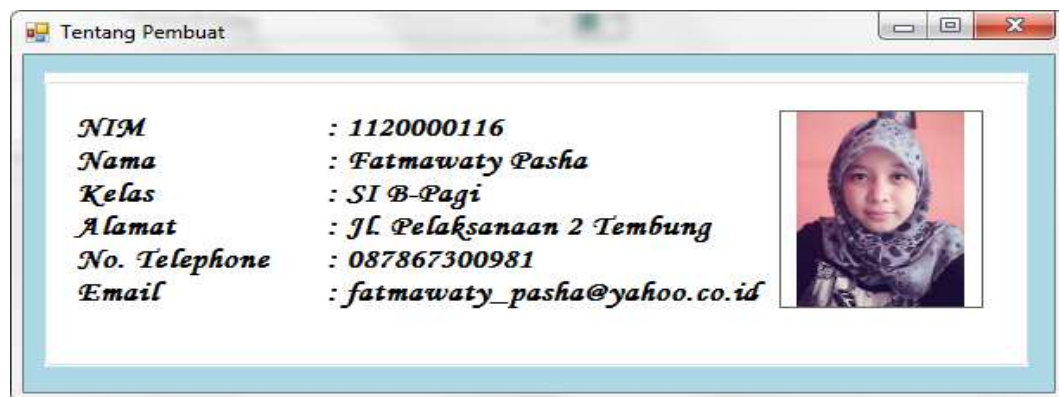 Tentang Pembuat
NIM : 1120000116
Nama : Fatmawaty Pasha
Kelas : SI B-Pagi
Alamat : Jl. Pelaksanaan 2 Tembung
No. Telephone : 087867300981
Email : fatmawaty_pasha@yahoo.co.id